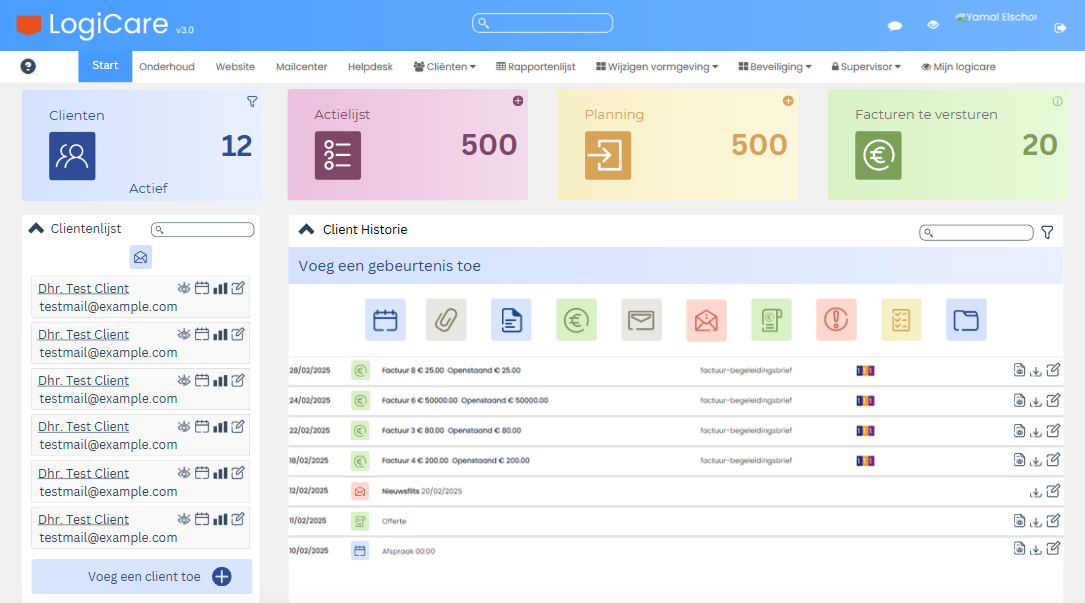 LogiCare v3.0
Yamal Elschou
Start Onderhoud Website Mailcenter Helpdesk Cliënten Rapportenlijst Wijzigen vormgeving Beveiliging Supervisor Mijn logicare
Clienten
12
Actief
Actielijst
500
Planning
500
Facturen te versturen
20
Clientenlijst
Dhr. Test Client
testmail@example.com
Dhr. Test Client
testmail@example.com
Dhr. Test Client
testmail@example.com
Dhr. Test Client
testmail@example.com
Dhr. Test Client
testmail@example.com
Dhr. Test Client
testmail@example.com
Voeg een client toe
Client Historie
Voeg een gebeurtenis toe
28/02/2025 Factuur 8 € 25.00 Openstaand € 25.00 factuur-begeleidingsbrief
24/02/2025 Factuur 6 € 50000.00 Openstaand € 50000.00 factuur-begeleidingsbrief
22/02/2025 Factuur 3 € 80.00 Openstaand € 80.00 factuur-begeleidingsbrief
18/02/2025 Factuur 4 € 200.00 Openstaand € 200.00 factuur-begeleidingsbrief
12/02/2025 Nieuwsflits 20/02/2025
11/02/2025 Offerte
10/02/2025 Afspraak 00:00